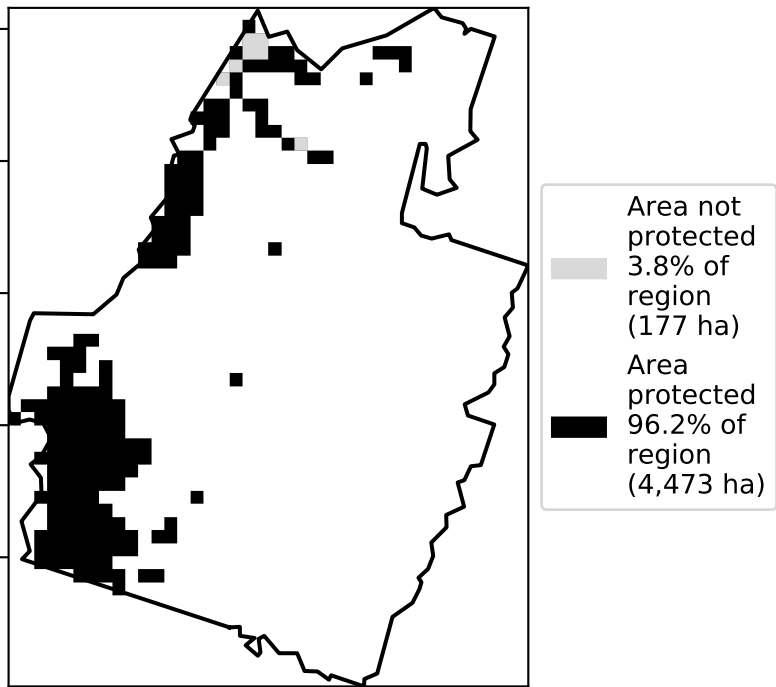 Area not
protected
3.8% of
region
(177 ha)
Area
protected
96.2% of
region
(4,473 ha)